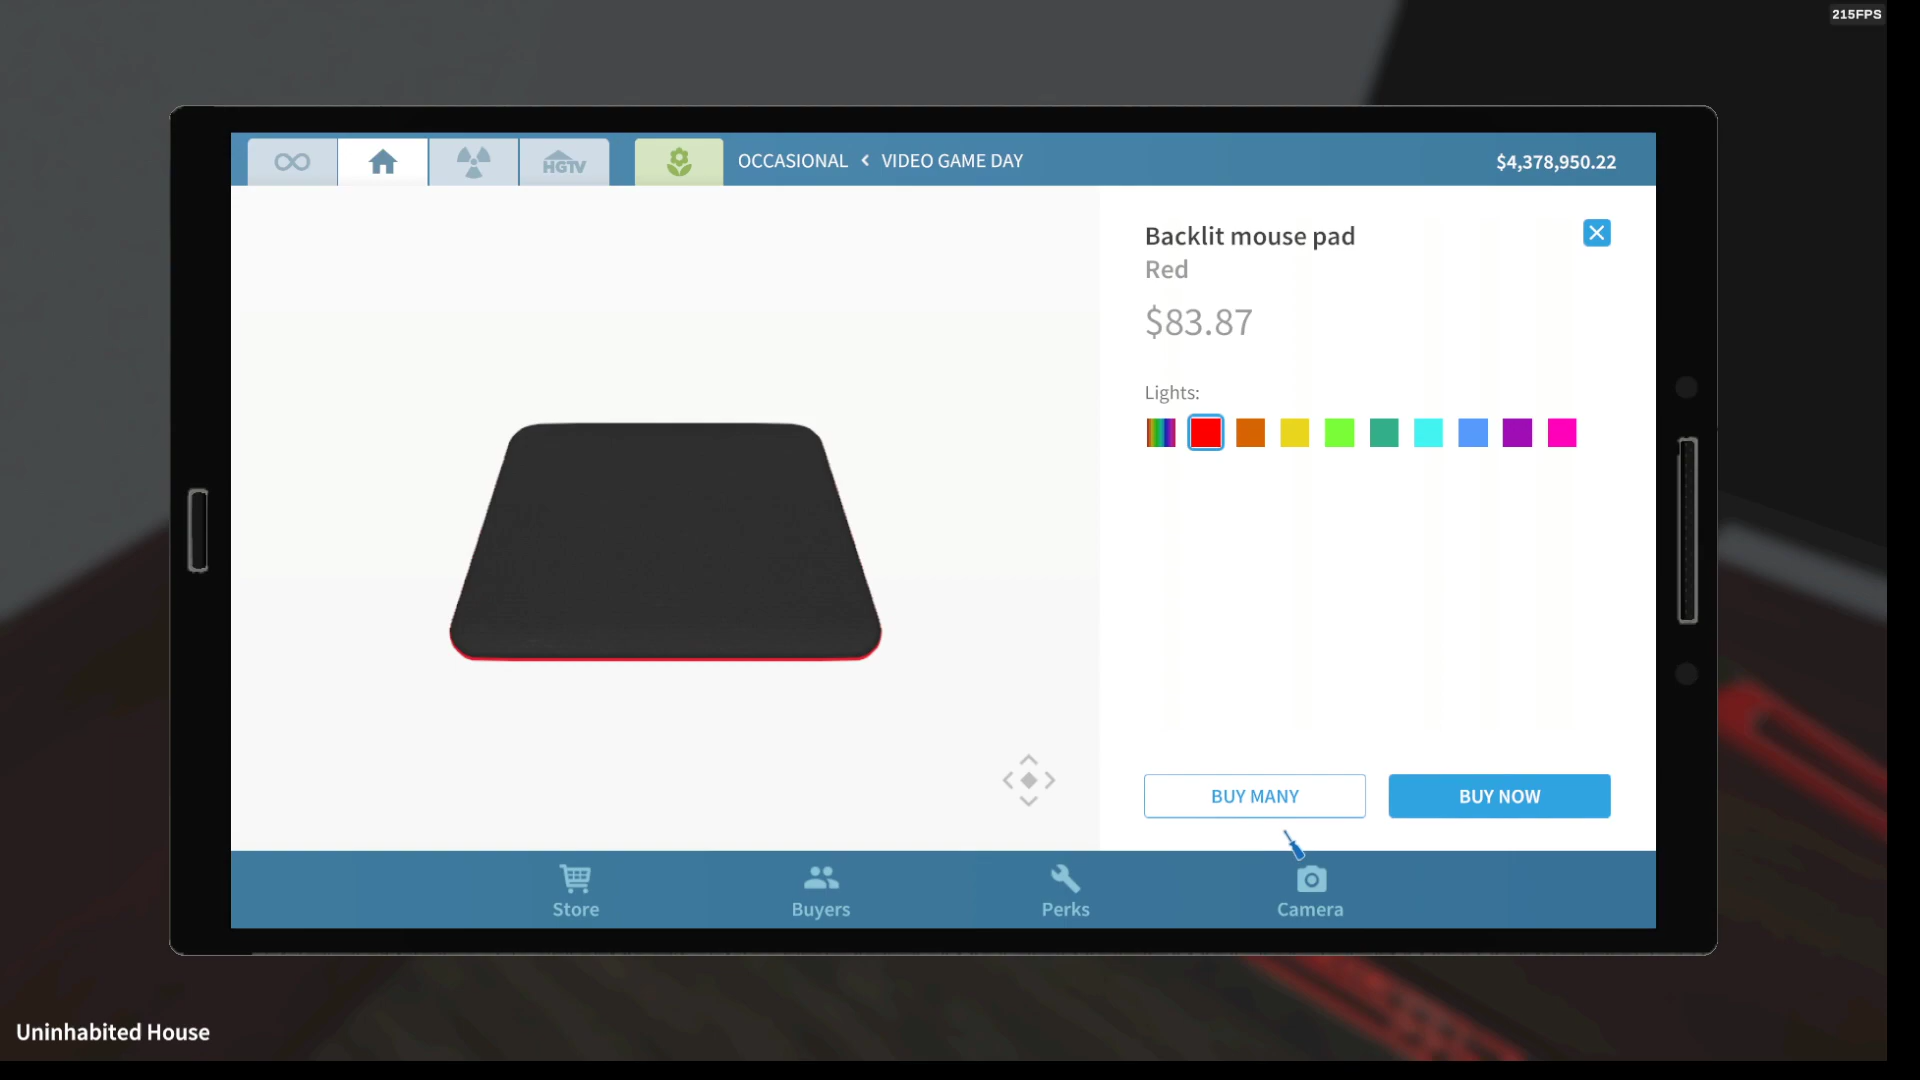 215FPS
HGTV
OCCASIONAL < VIDEO GAME DAY
$4,378,950.22
Backlit mouse pad
Red
$83.87
Lights:
BUY MANY
BUY NOW
Store
Buyers
Perks
Camera
Uninhabited House